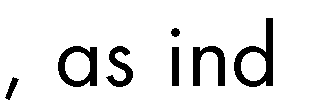 , as ind